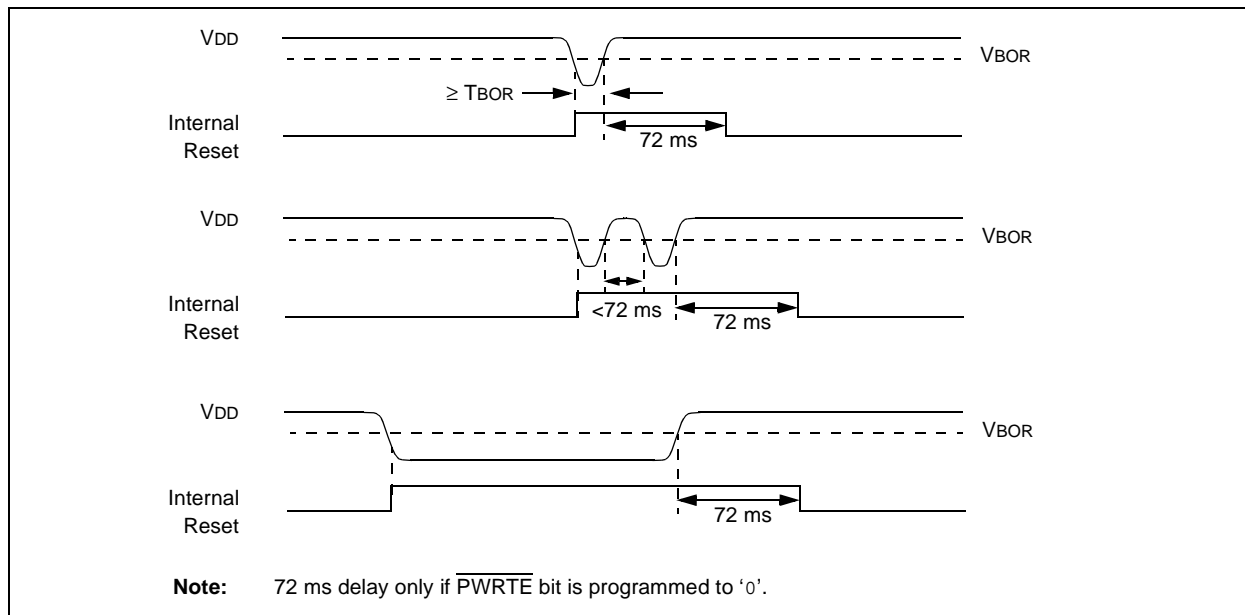 VDD
VBOR
≥ TBOR
Internal
Reset
72 ms
VDD
VBOR
Internal
Reset
<72 ms
72 ms
VDD
VBOR
Internal
Reset
72 ms
Note: 72 ms delay only if PWRTE bit is programmed to ‘0’.